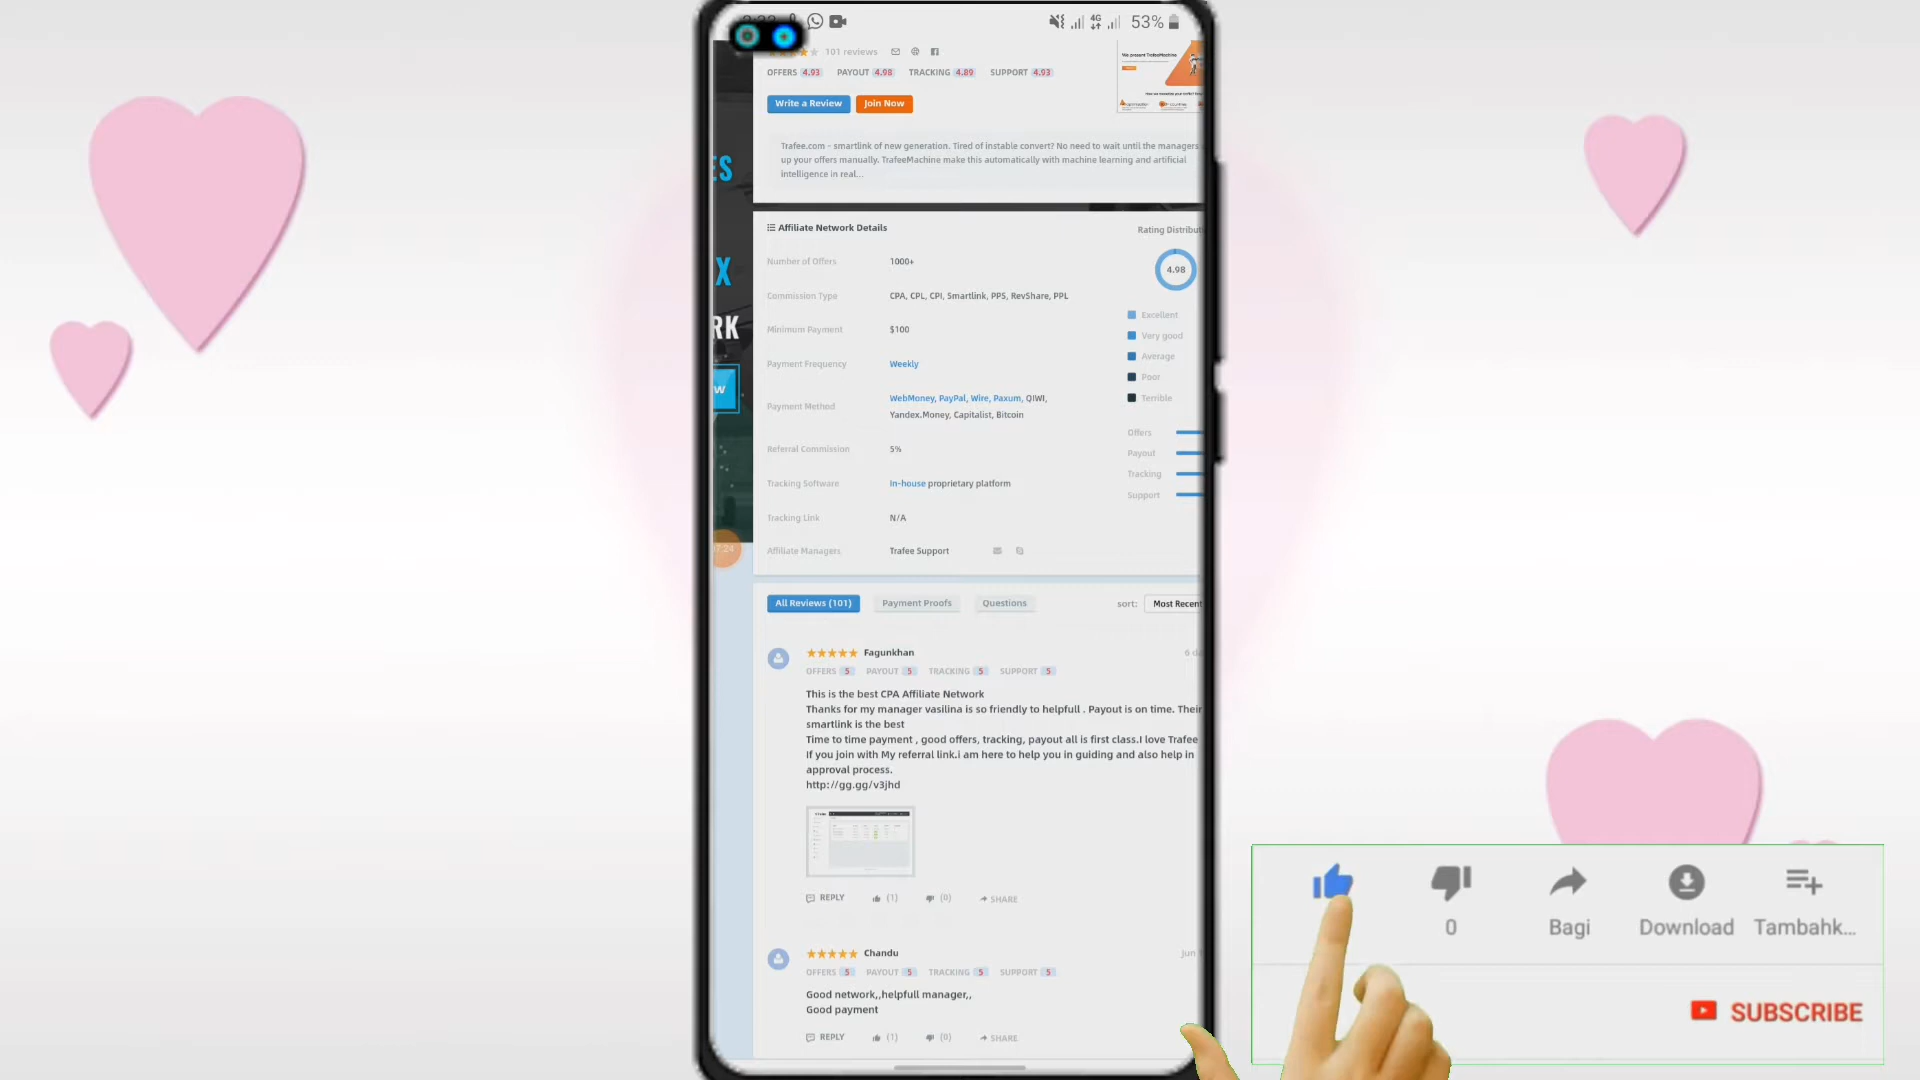 53%
4G
101 reviews
OFFERS 4.93 PAYOUT 4.98 TRACKING 4.89 SUPPORT 4.93
Write a Review Join Now
We present TrafeeMachine
Trafee.com - smartlink of new generation. Tired of instable convert? No need to wait until the managers
up your offers manually. TrafeeMachine make this automatically with machine learning and artificial
intelligence in real...
ES
X
RK
W
Affiliate Network Details
Rating Distribut
Number of Offers 1000+
4.98
Commission Type CPA, CPL, CPI, Smartlink, PPS, RevShare, PPL
Excellent
Minimum Payment $100
Very good
Average
Payment Frequency Weekly
Poor
Terrible
Payment Method WebMoney, PayPal, Wire, Paxum, QIWI,
Yandex.Money, Capitalist, Bitcoin
Offers
Referral Commission 5%
Payout
Tracking
Tracking Software In-house proprietary platform
Support
Tracking Link N/A
Affiliate Managers Trafee Support
7:24
All Reviews (101) Payment Proofs Questions sort: Most Recent
Fagunkhan
OFFERS 5 PAYOUT 5 TRACKING 5 SUPPORT 5
This is the best CPA Affiliate Network
Thanks for my manager vasilina is so friendly to helpfull . Payout is on time. Their
smartlink is the best
Time to time payment , good offers, tracking, payout all is first class.I love Trafee
If you join with My referral link.i am here to help you in guiding and also help in
approval process.
http://gg.gg/v3jhd
REPLY (1) (0) SHARE
Chandu Jun
OFFERS 5 PAYOUT 5 TRACKING 5 SUPPORT 5
Good network,,helpfull manager,,
Good payment
REPLY (1) (0) SHARE
0 Bagi Download Tambahk...
SUBSCRIBE